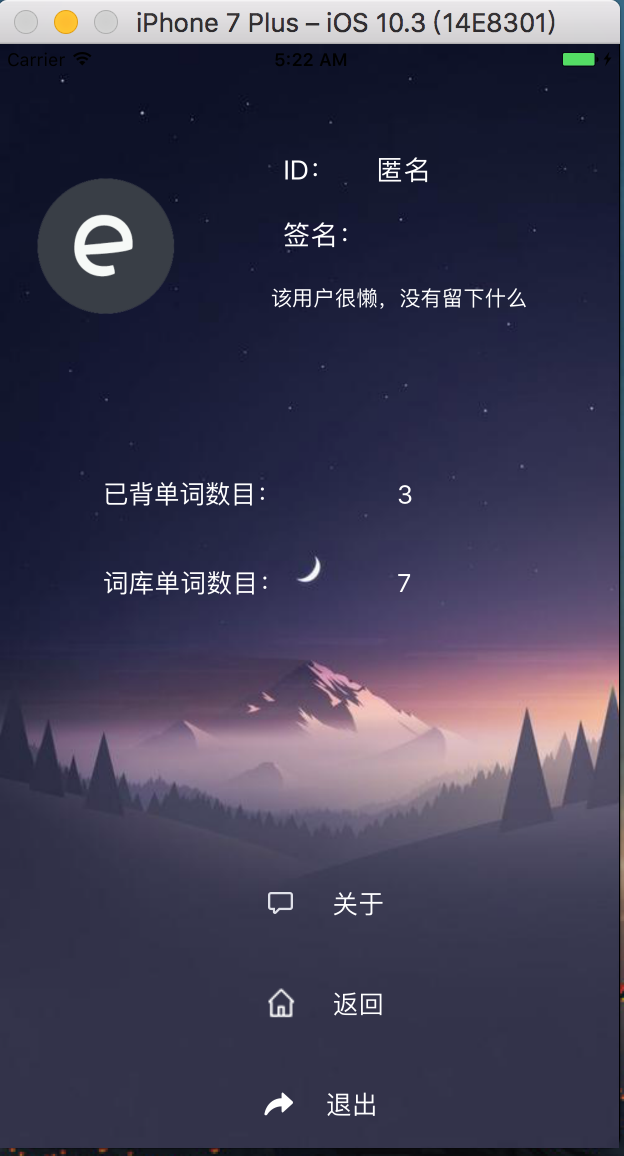 iPhone 7 Plus – iOS 10.3 (14E8301)
Carrier 5:22 AM
e
ID： 匿名
签名：
该用户很懒，没有留下什么
已背单词数目： 3
词库单词数目： 7
关于
返回
退出